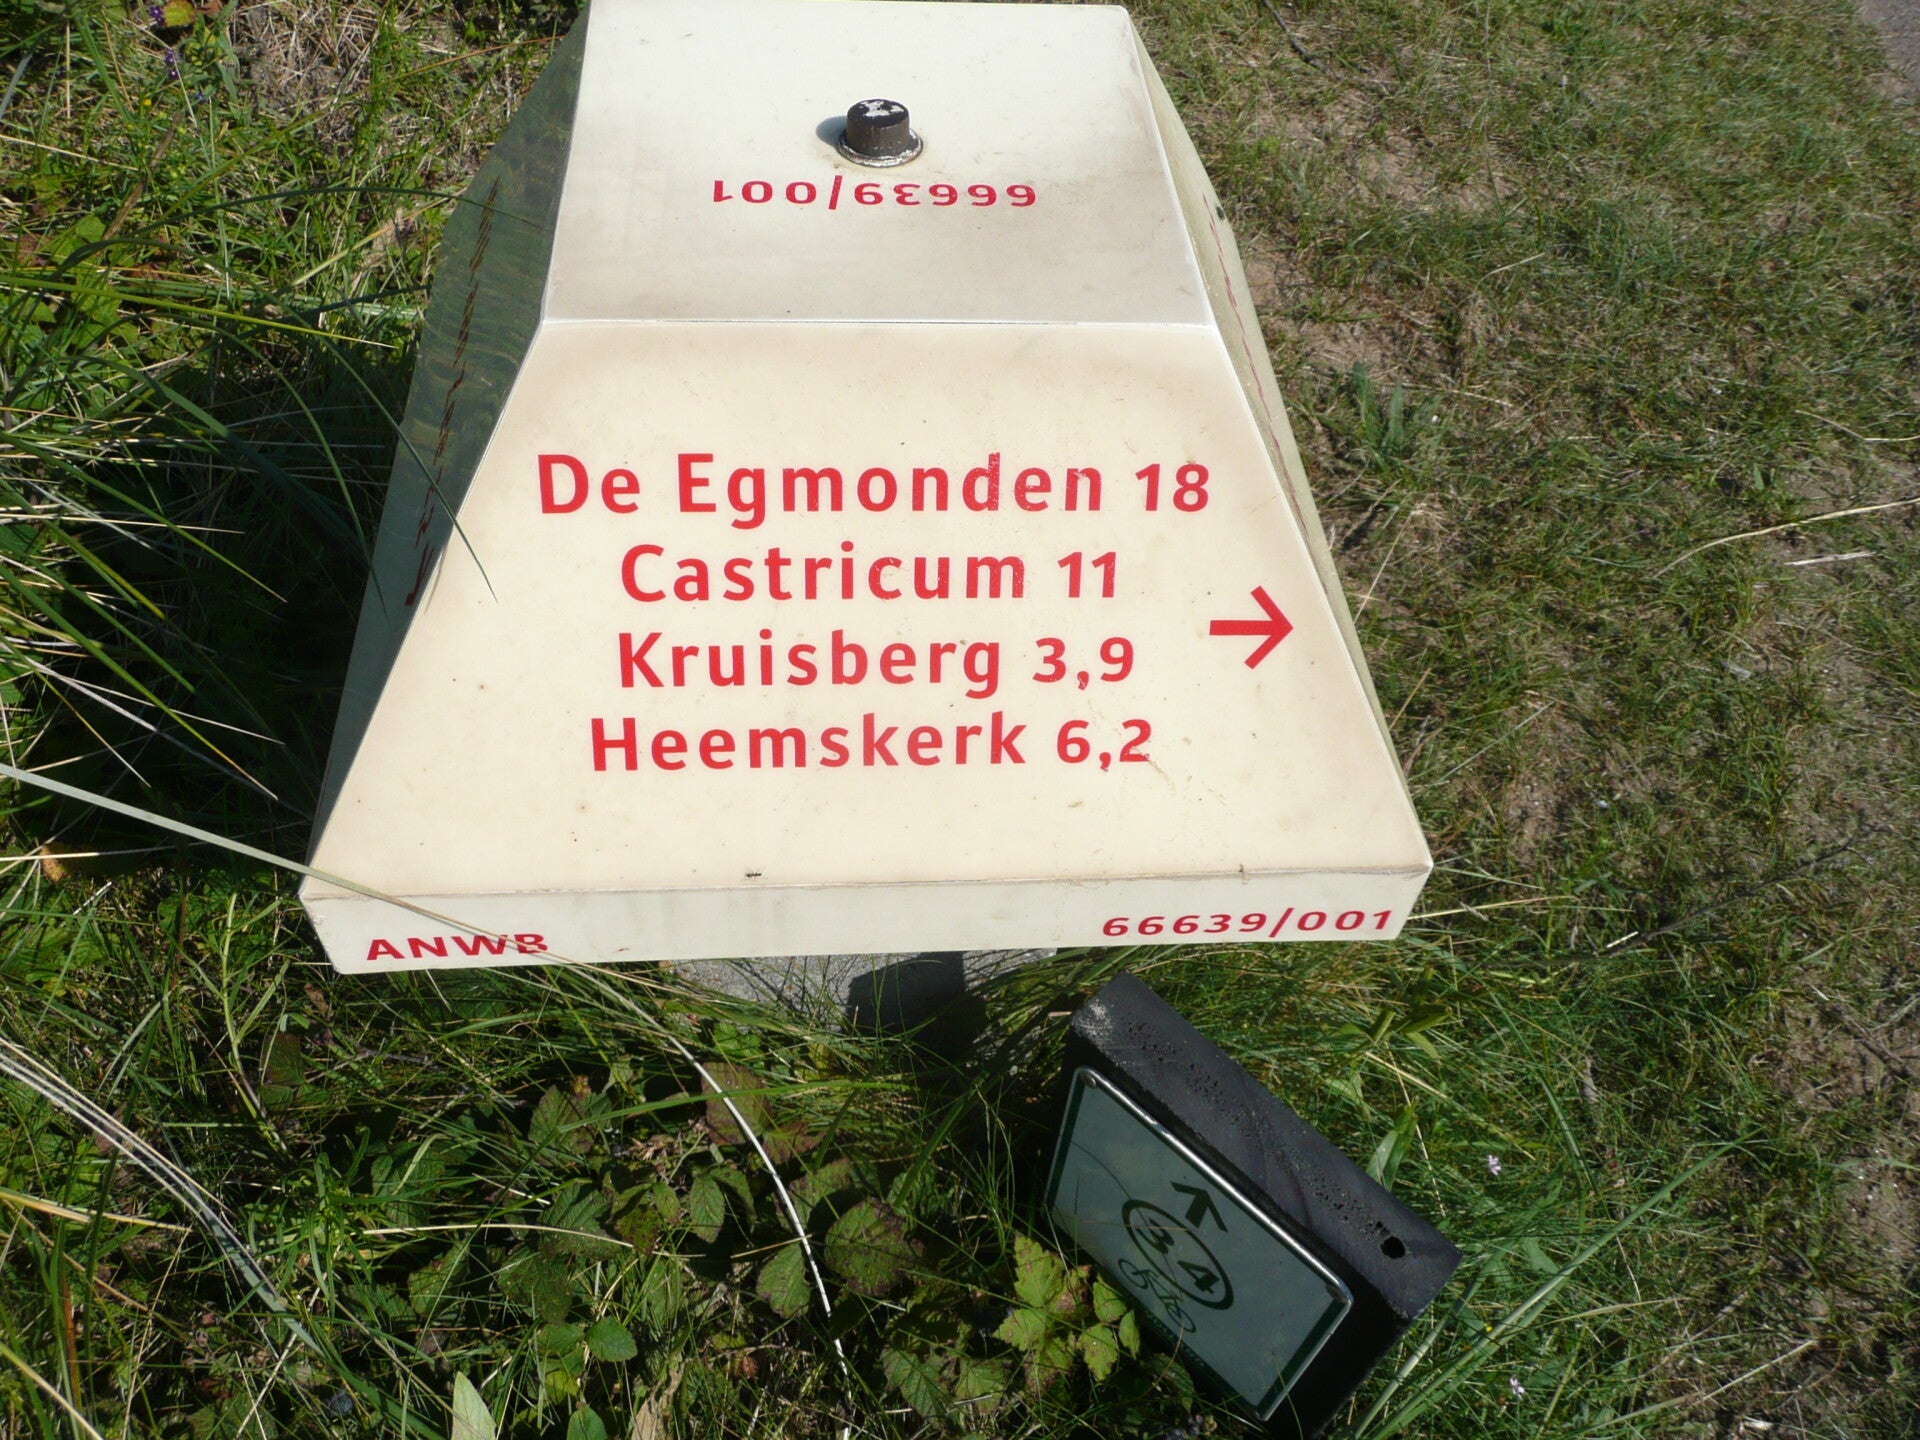 66639/001
De Egmonden 18
Castricum 11
Kruisberg 3,9
Heemskerk 6,2
→
ANWB 66639/001
34